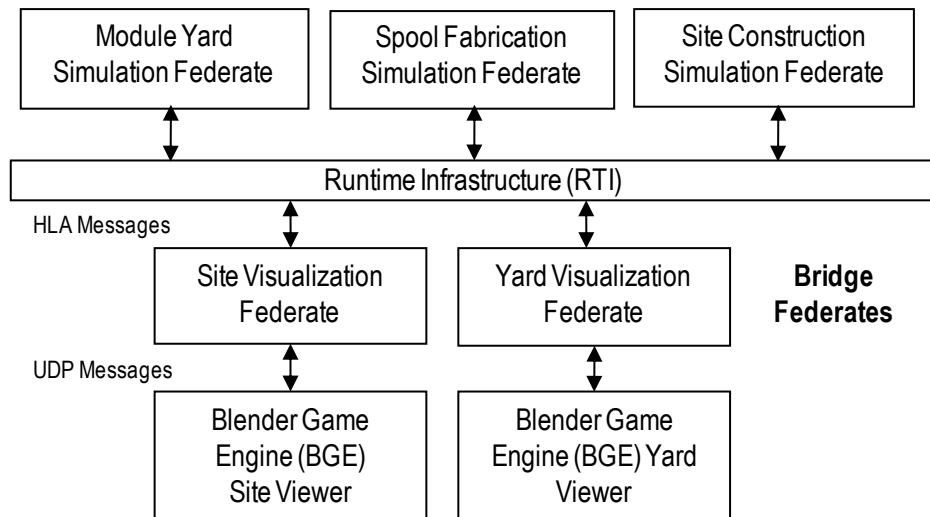 Module Yard
Simulation Federate
Spool Fabrication
Simulation Federate
Site Construction
Simulation Federate
Runtime Infrastructure (RTI)
HLA Messages
Site Visualization
Federate
Yard Visualization
Federate
Bridge
Federates
UDP Messages
Blender Game
Engine (BGE)
Site Viewer
Blender Game
Engine (BGE) Yard
Viewer